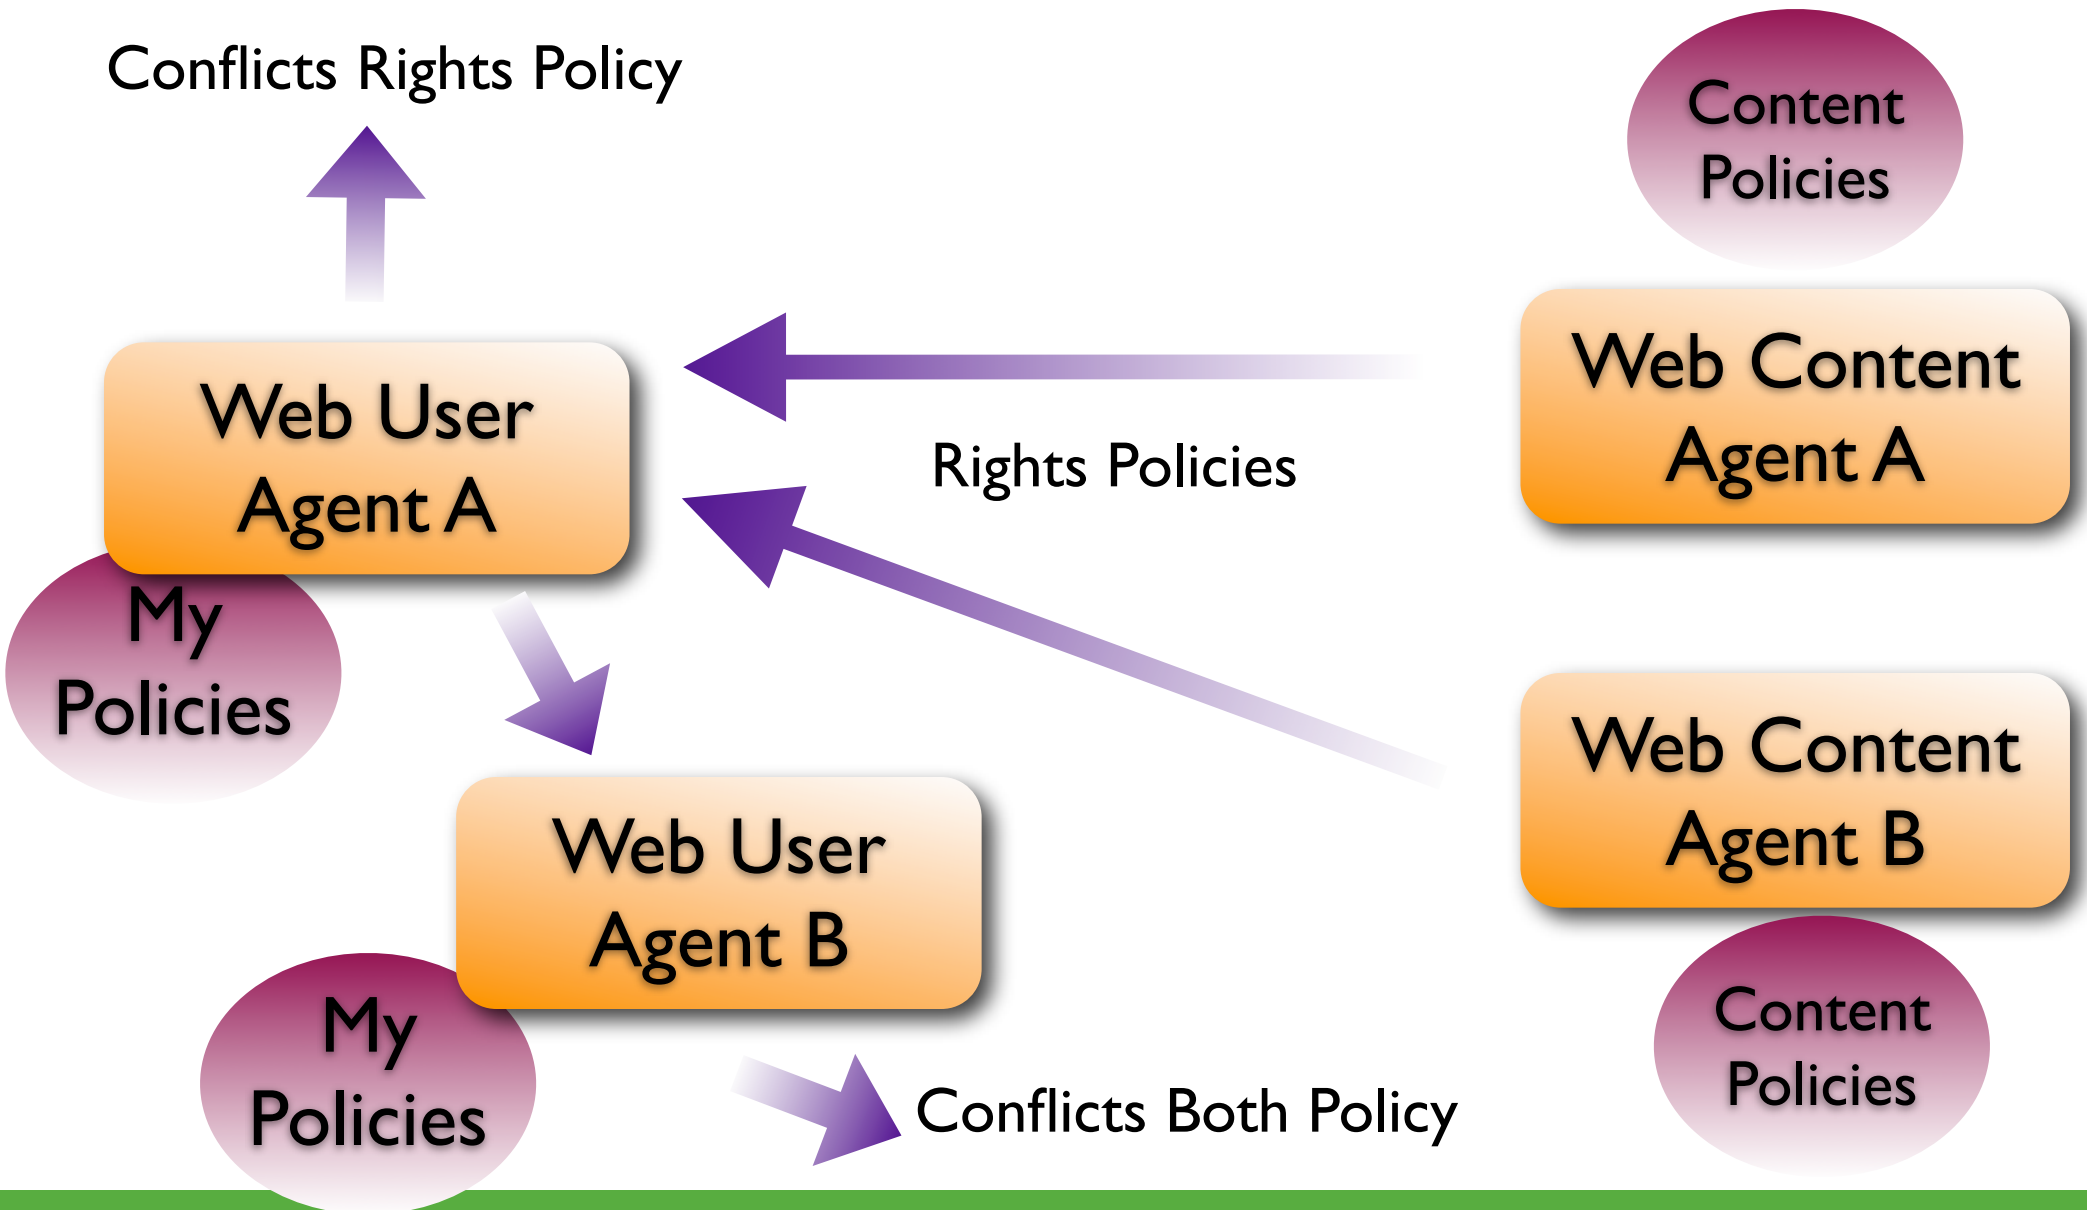 Conflicts Rights Policy
Content
Policies
Web User
Agent A
Web Content
Agent A
Rights Policies
My
Policies
Web User
Agent B
Web Content
Agent B
My
Policies
Content
Policies
Conflicts Both Policy